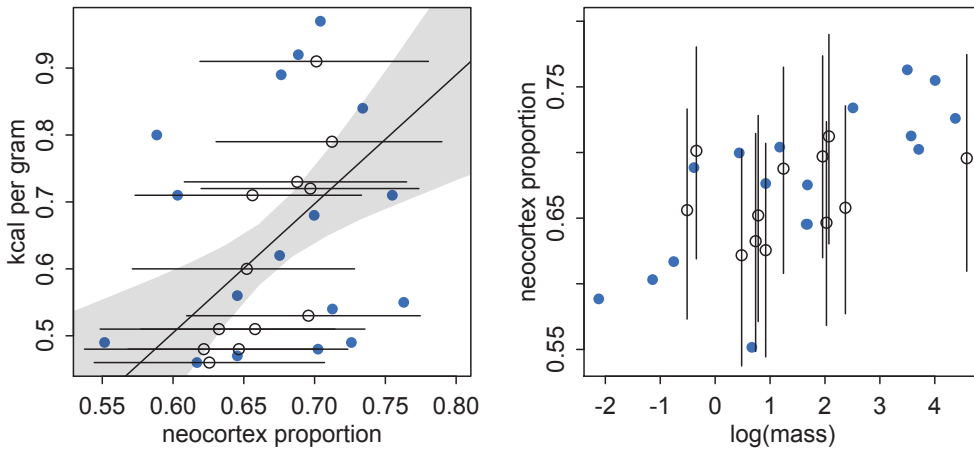 kcal per gram
0.9
0.8
0.7
0.6
0.5
0.55 0.60 0.65 0.70 0.75 0.80
neocortex proportion
neocortex proportion
0.75
0.65
0.55
-2 -1 0 1 2 3 4
log(mass)